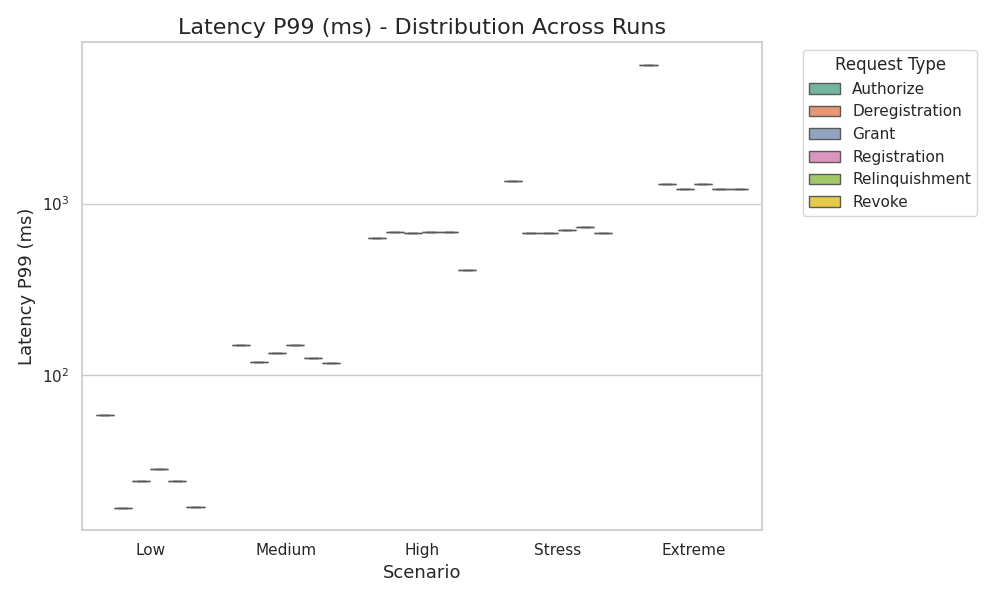 Latency P99 (ms) - Distribution Across Runs
Request Type
Authorize
Deregistration
Grant
Registration
Relinquishment
Revoke
Latency P99 (ms)
10³
10²
Low Medium High Stress Extreme
Scenario